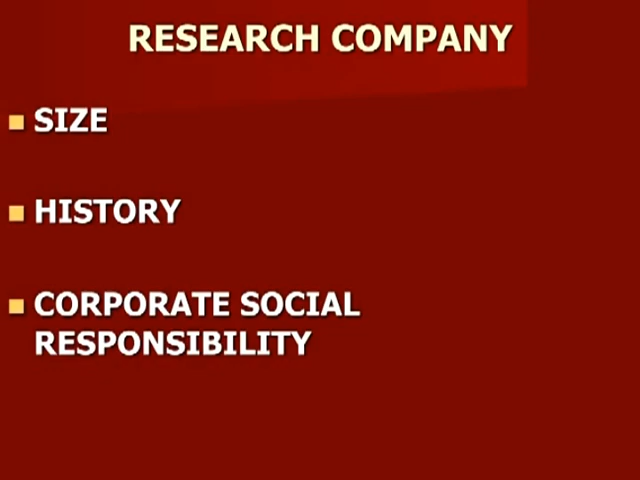 RESEARCH COMPANY
SIZE
HISTORY
CORPORATE SOCIAL
RESPONSIBILITY